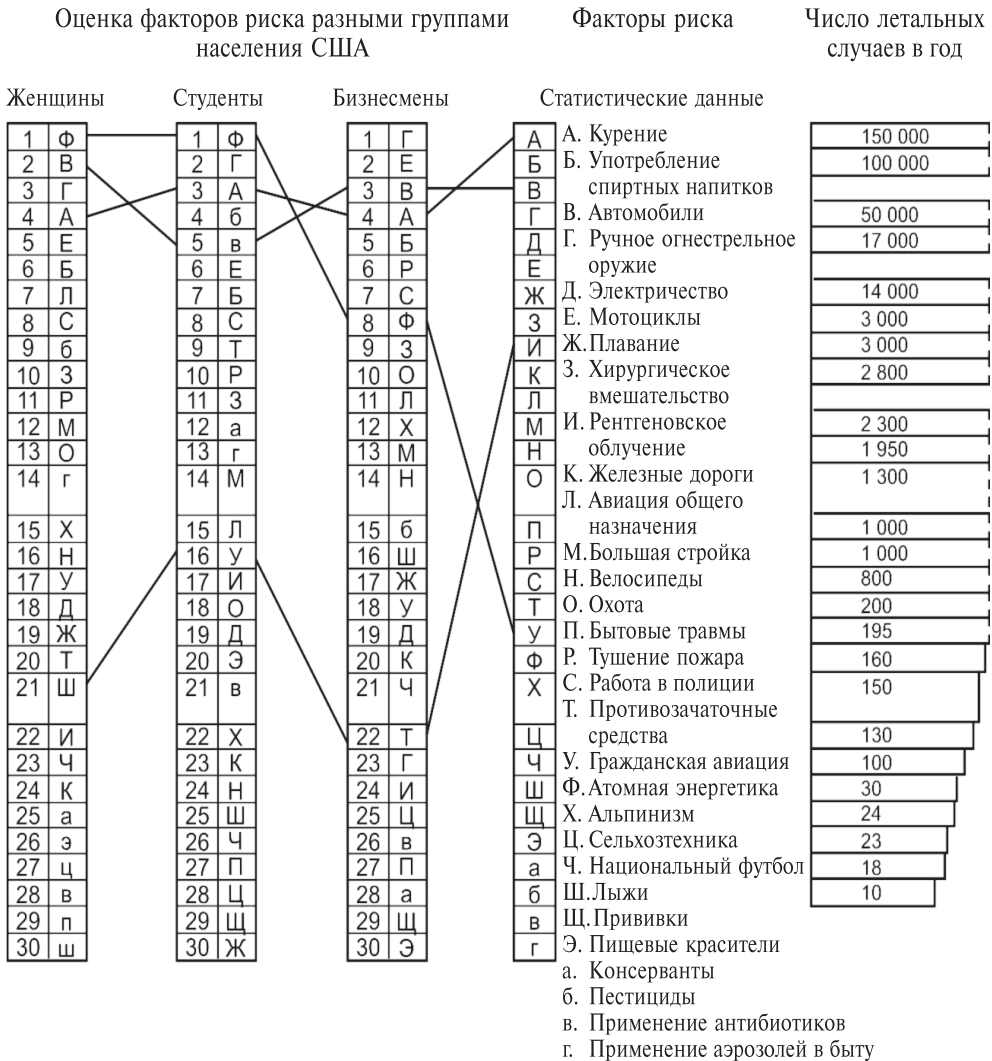 Оценка факторов риска разными группами
населения США
Факторы риска
Число летальных
случаев в год
Женщины
Студенты
Бизнесмены
Статистические данные
1 Ф 1 Ф 1 Г А А. Курение 150 000
2 В 2 Г 2 Е Б Б. Употребление 100 000
спиртных напитков
3 Г 3 А 3 В В
4 А 4 б 4 А Г В. Автомобили 50 000
5 Е 5 в 5 Б Д Г. Ручное огнестрельное 17 000
оружие
6 Б 6 Е 6 Р Е
7 Л 7 Б 7 С Ж Д. Электричество 14 000
8 С 8 С 8 Ф З Е. Мотоциклы 3 000
9 б 9 Т 9 З И Ж. Плавание 3 000
10 З 10 Р 10 О К З. Хирургическое 2 800
вмешательство
11 Р 11 З 11 Л Л
12 М 12 а 12 Х М И. Рентгеновское 2 300
облучение
13 О 13 г 13 М Н 1 950
14 г 14 М 14 Н О К. Железные дороги 1 300
Л. Авиация общего
назначения
15 Х 15 Л 15 б П 1 000
16 Н 16 У 16 Ш Р М. Большая стройка 1 000
17 У 17 И 17 Ж С Н. Велосипеды 800
18 Д 18 О 18 У Т О. Охота 200
19 Ж 19 Д 19 Д У П. Бытовые травмы 195
20 Т 20 Э 20 К Ф Р. Тушение пожара 160
21 Ш 21 в 21 Ч Х С. Работа в полиции 150
Т. Противозачаточные
средства
22 И 22 Х 22 Т Ц 130
23 Ч 23 К 23 Г Ч У. Гражданская авиация 100
24 К 24 Н 24 И Ш Ф. Атомная энергетика 30
25 а 25 Ш 25 Ц Щ Х. Альпинизм 24
26 э 26 Ч 26 в Э Ц. Сельхозтехника 23
27 ц 27 П 27 П а Ч. Национальный футбол 18
28 в 28 Ц 28 а б Ш. Лыжи 10
29 п 29 Щ 29 Щ в Щ. Прививки
30 ш 30 Ж 30 Э г Э. Пищевые красители
а. Консерванты
б. Пестициды
в. Применение антибиотиков
г. Применение аэрозолей в быту